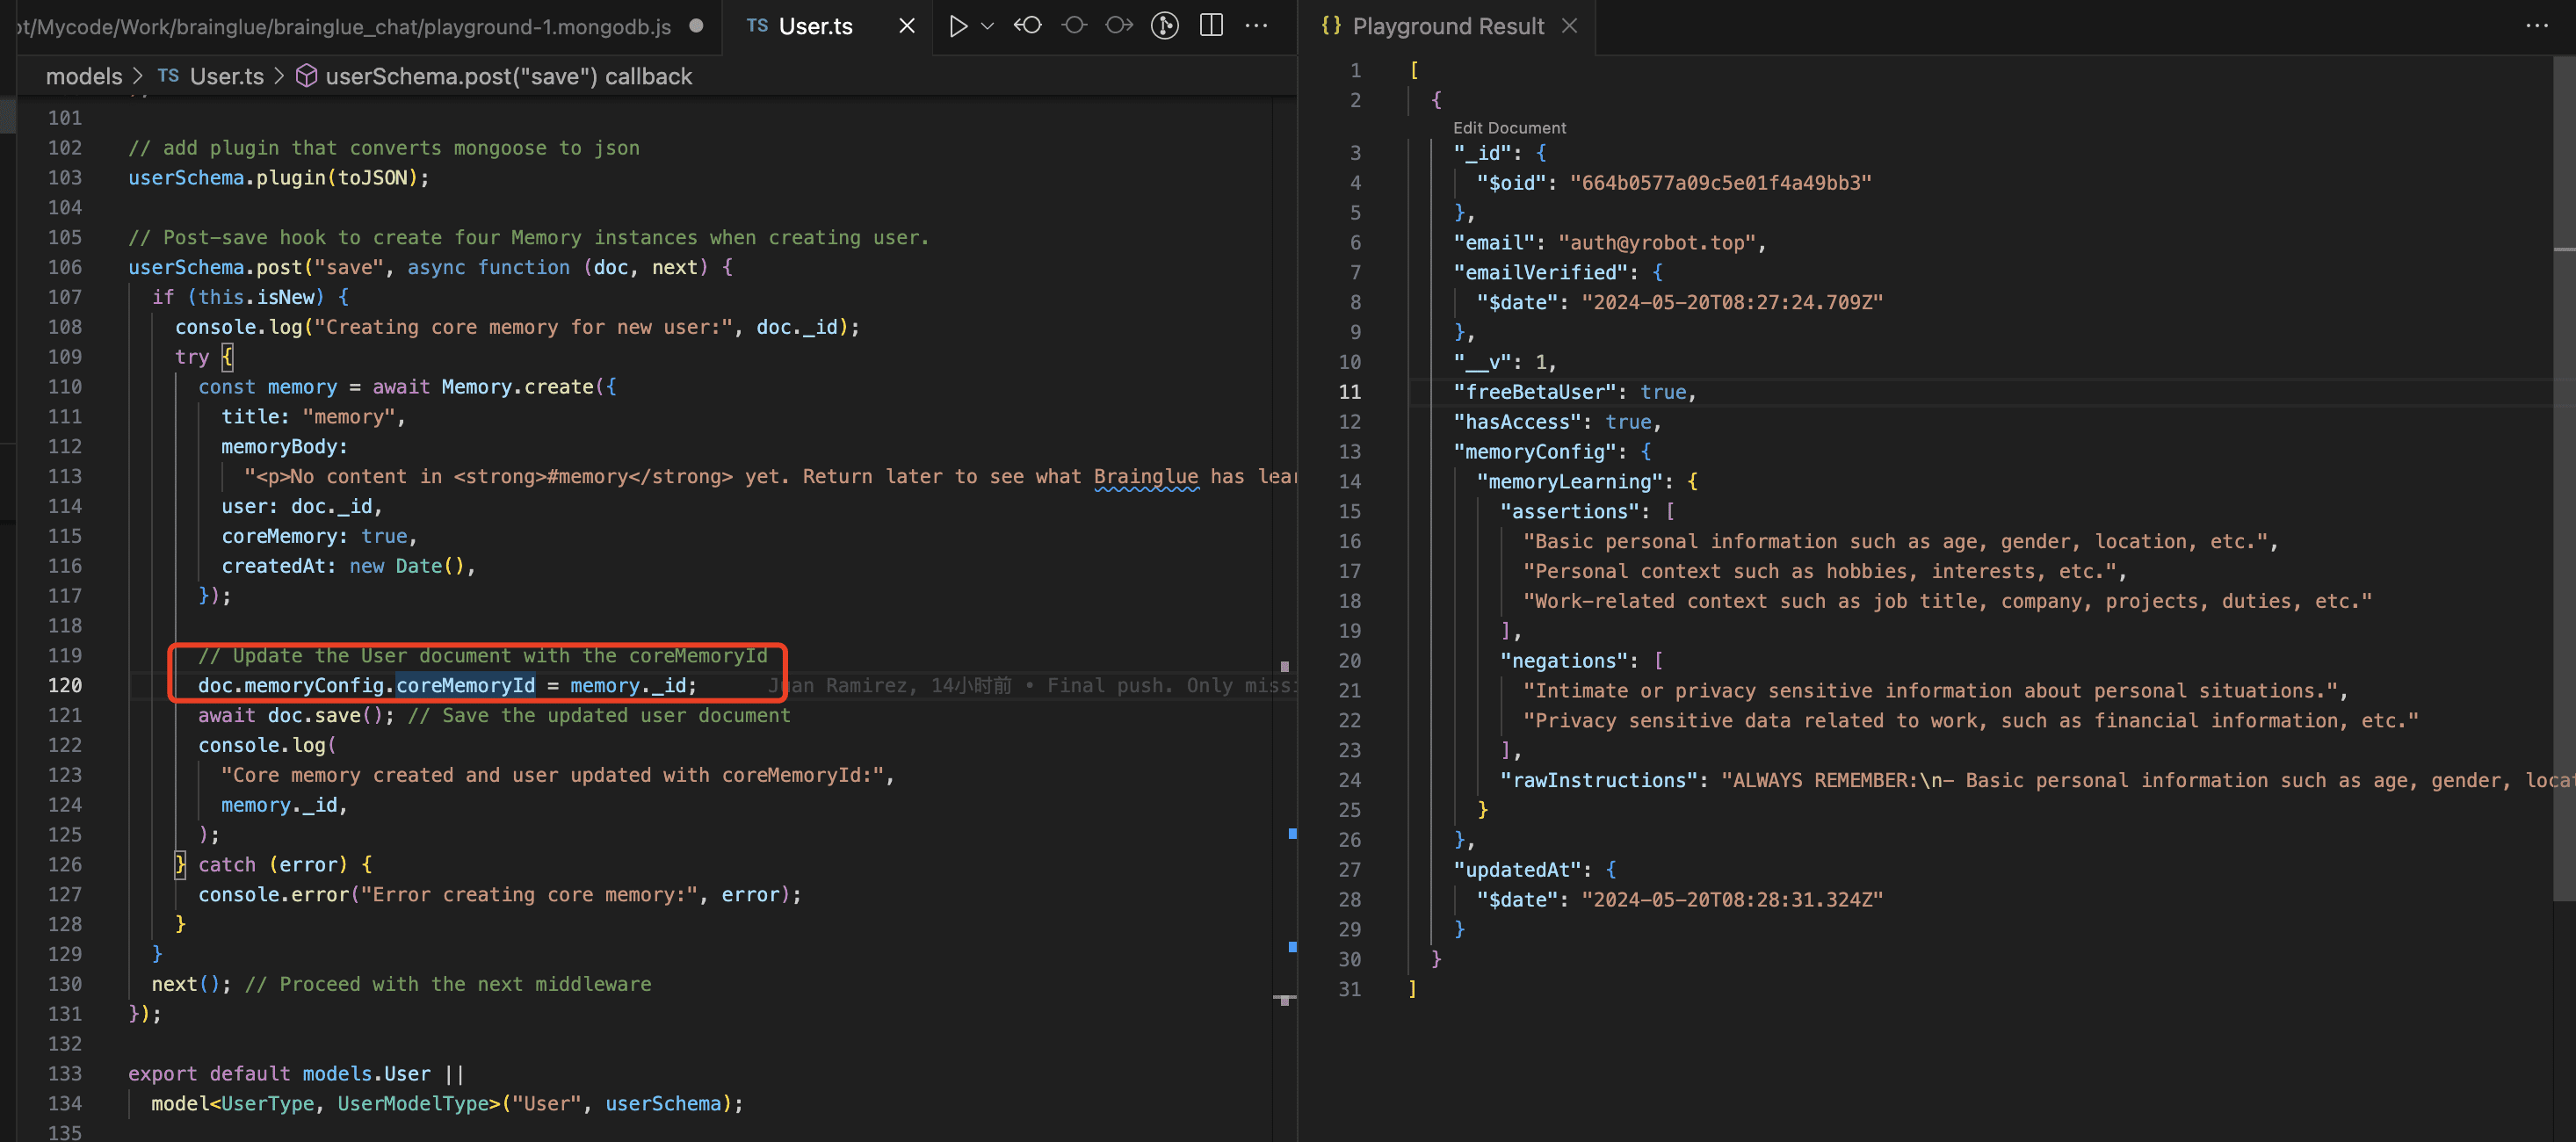 ot/Mycode/Work/brainglue/brainglue_chat/playground-1.mongodb.js
TS User.ts
models > TS User.ts > userSchema.post("save") callback
101
102 // add plugin that converts mongoose to json
103 userSchema.plugin(toJSON);
104
105 // Post-save hook to create four Memory instances when creating user.
106 userSchema.post("save", async function (doc, next) {
107 if (this.isNew) {
108 console.log("Creating core memory for new user:", doc._id);
109 try {
110 const memory = await Memory.create({
111 title: "memory",
112 memoryBody:
113 "<p>No content in <strong>#memory</strong> yet. Return later to see what Brainglue has lear
114 user: doc._id,
115 coreMemory: true,
116 createdAt: new Date(),
117 });
118
119 // Update the User document with the coreMemoryId
120 doc.memoryConfig.coreMemoryId = memory._id; Juan Ramirez, 14小时前 • Final push. Only miss
121 await doc.save(); // Save the updated user document
122 console.log(
123 "Core memory created and user updated with coreMemoryId:",
124 memory._id,
125 );
126 } catch (error) {
127 console.error("Error creating core memory:", error);
128 }
129 }
130 next(); // Proceed with the next middleware
131 });
132
133 export default models.User ||
134 model<UserType, UserModelType>("User", userSchema);
135
{} Playground Result
1 [
2 {
Edit Document
3 "_id": {
4 "$oid": "664b0577a09c5e01f4a49bb3"
5 },
6 "email": "auth@yrobot.top",
7 "emailVerified": {
8 "$date": "2024-05-20T08:27:24.709Z"
9 },
10 "__v": 1,
11 "freeBetaUser": true,
12 "hasAccess": true,
13 "memoryConfig": {
14 "memoryLearning": {
15 "assertions": [
16 "Basic personal information such as age, gender, location, etc.",
17 "Personal context such as hobbies, interests, etc.",
18 "Work-related context such as job title, company, projects, duties, etc."
19 ],
20 "negations": [
21 "Intimate or privacy sensitive information about personal situations.",
22 "Privacy sensitive data related to work, such as financial information, etc."
23 ],
24 "rawInstructions": "ALWAYS REMEMBER:\n- Basic personal information such as age, gender, locat
25 }
26 },
27 "updatedAt": {
28 "$date": "2024-05-20T08:28:31.324Z"
29 }
30 }
31 ]